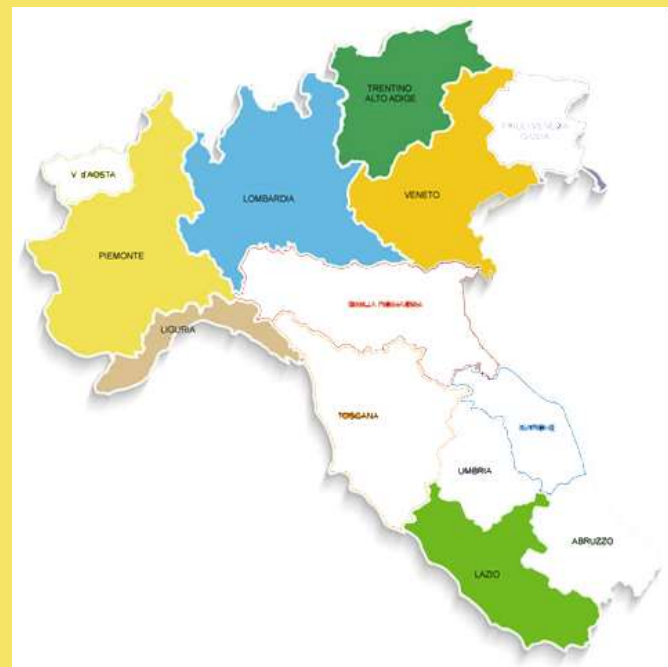 TRENTINO
ALTO ADIGE
V. d'AOSTA
LOMBARDIA
VENETO
PIEMONTE
LIGURIA
TOSCANA
UMBRIA
ABRUZZO
LAZIO